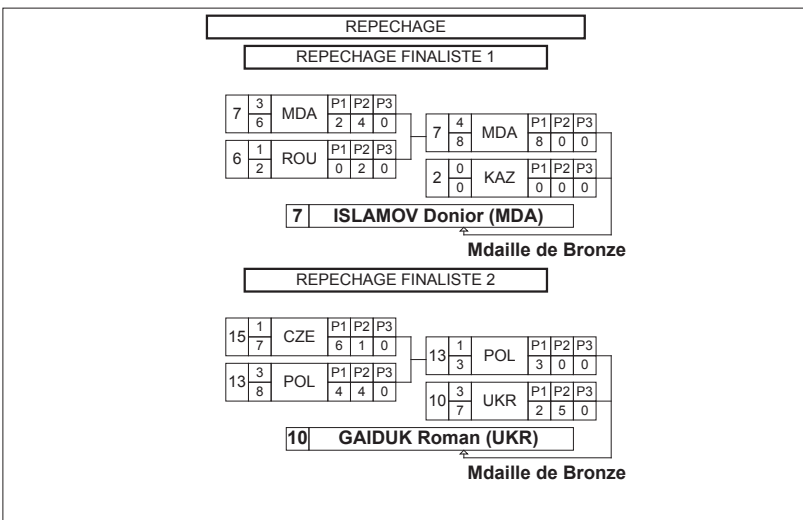 REPECHAGE
REPECHAGE FINALISTE 1
7 3 6 MDA P1 P2 P3 2 4 0
6 1 2 ROU P1 P2 P3 0 2 0
7 4 8 MDA P1 P2 P3 8 0 0
2 0 0 KAZ P1 P2 P3 0 0 0
7 ISLAMOV Donior (MDA)
Mdaille de Bronze
REPECHAGE FINALISTE 2
15 1 7 CZE P1 P2 P3 6 1 0
13 3 8 POL P1 P2 P3 4 4 0
13 1 3 POL P1 P2 P3 3 0 0
10 3 7 UKR P1 P2 P3 2 5 0
10 GAIDUK Roman (UKR)
Mdaille de Bronze